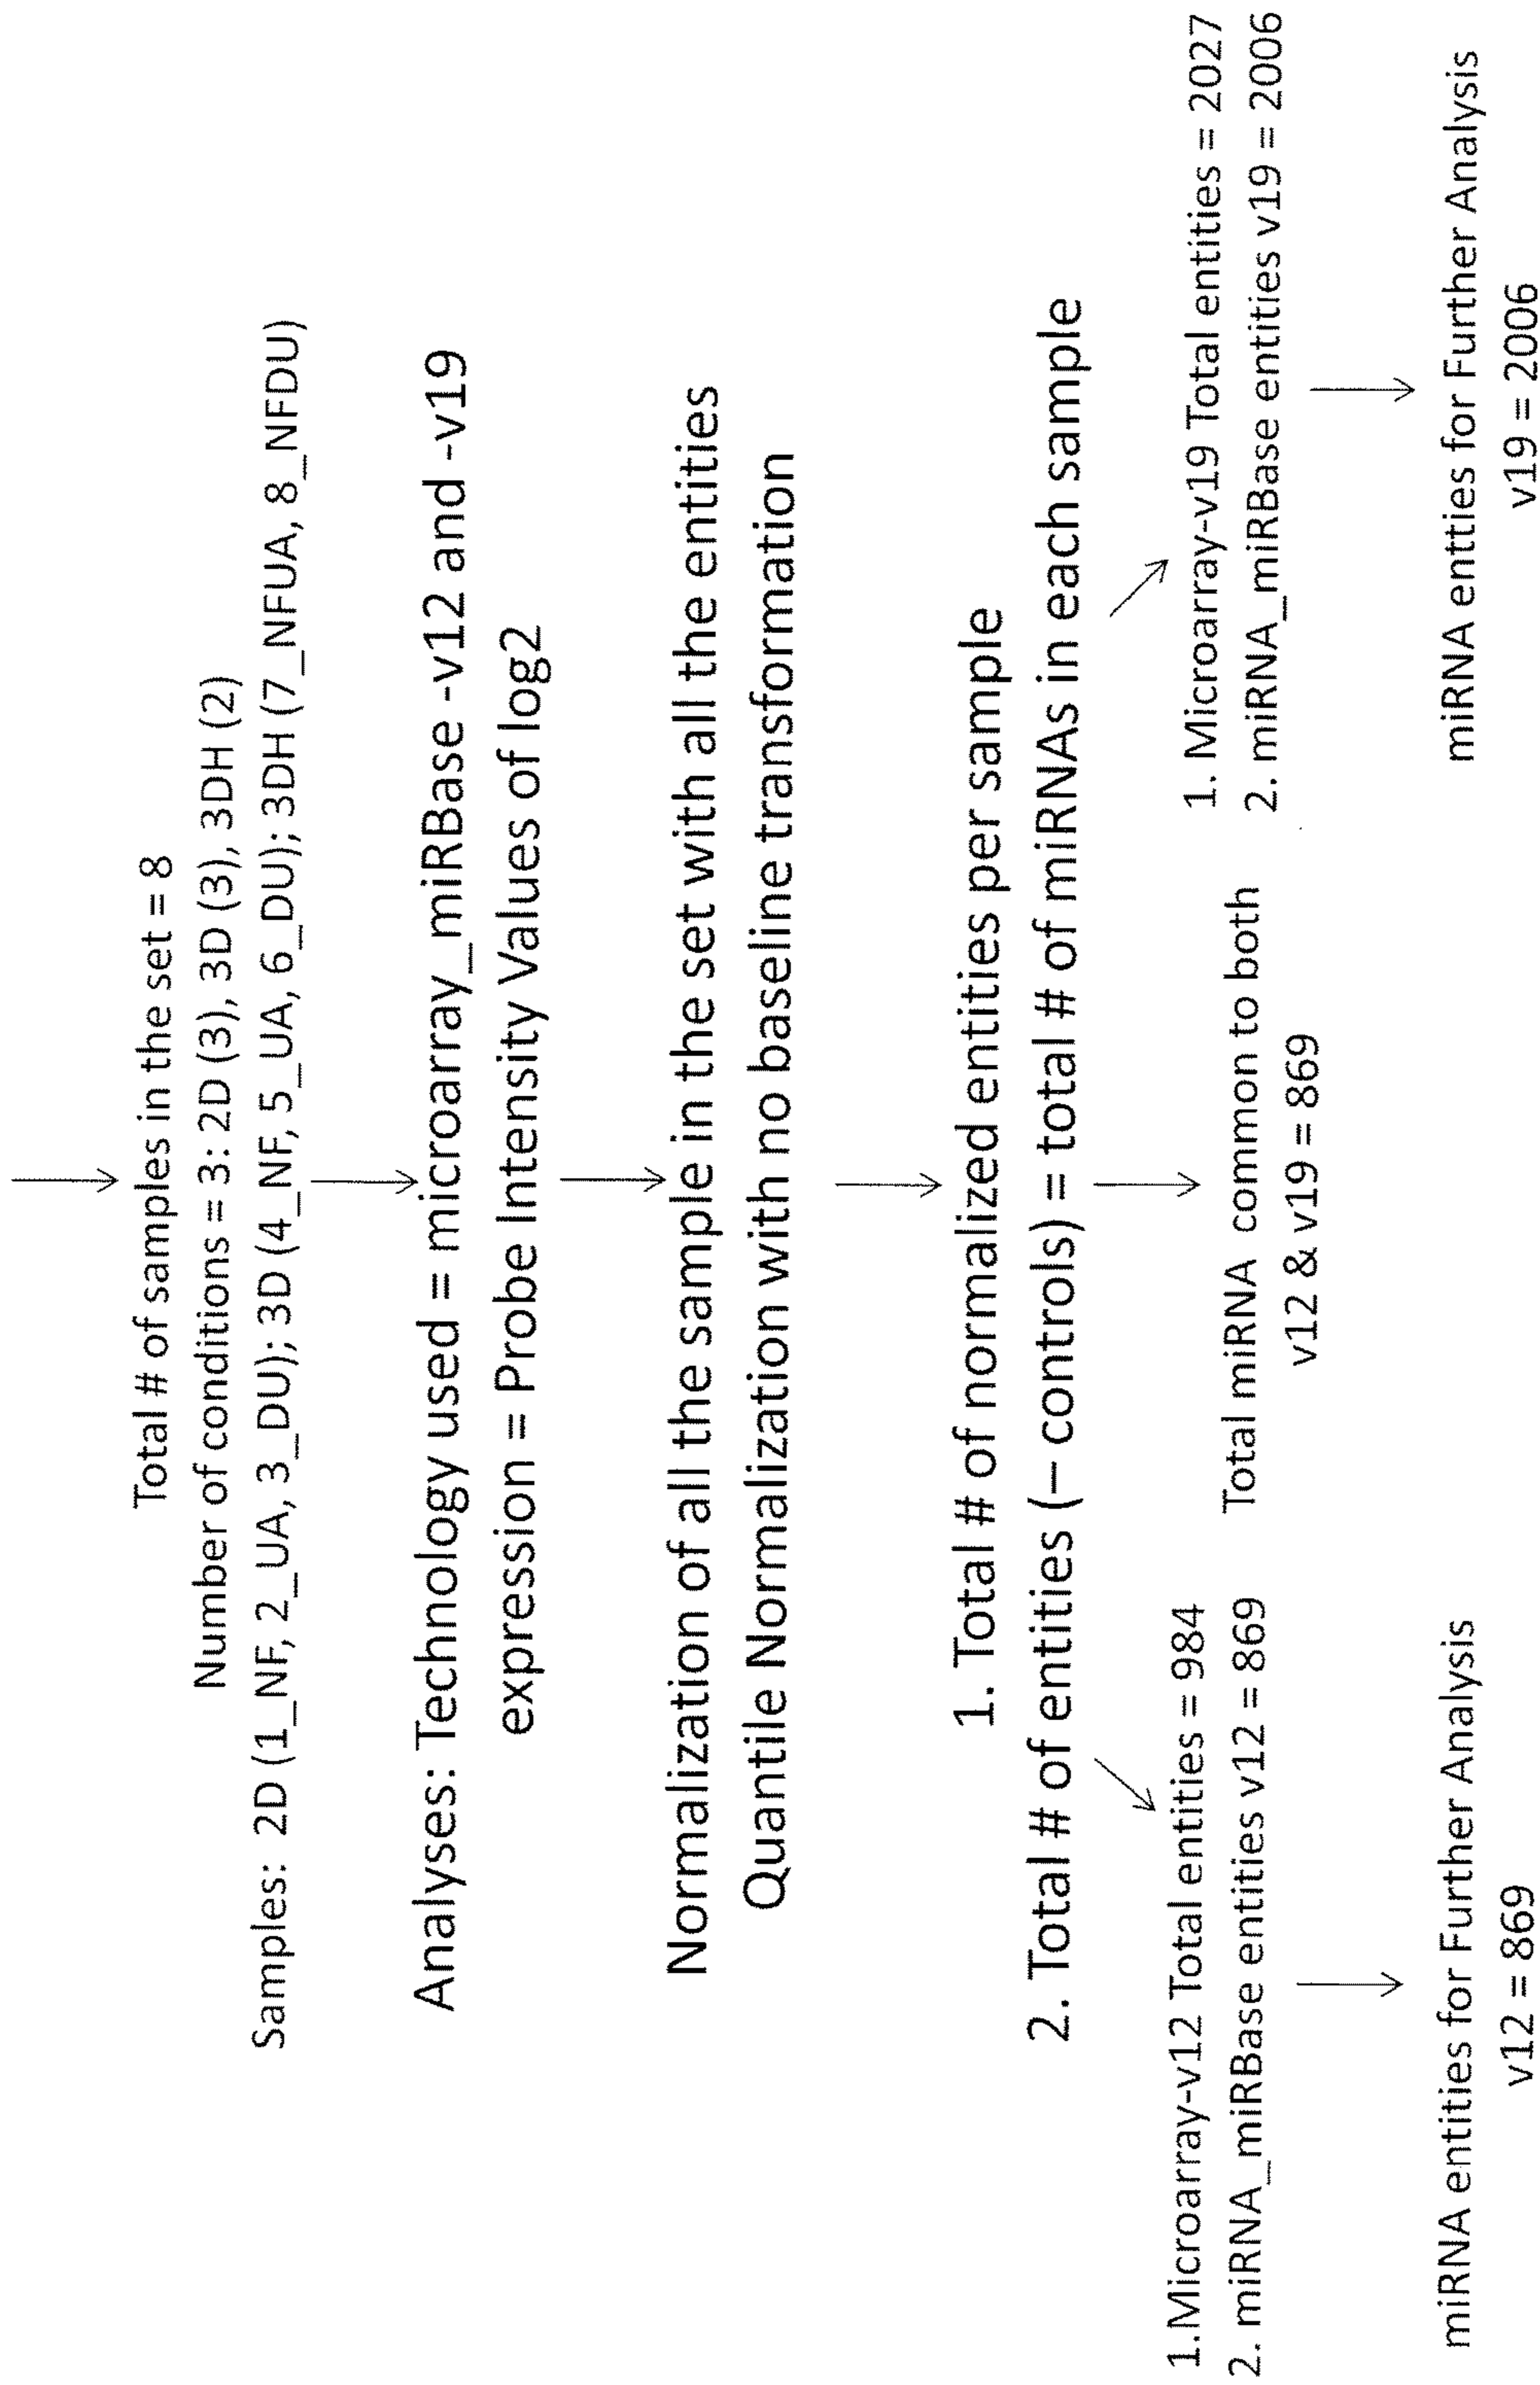 Total # of samples in the set = 8
Number of conditions = 3: 2D (3), 3D (3), 3DH (2)
Samples: 2D (1_NF, 2_UA, 3_DU); 3D (4_NF, 5_UA, 6_DU); 3DH (7_NFUA, 8_NFDU)
Analyses: Technology used = microarray_miRBase -v12 and -v19
expression = Probe Intensity Values of log2
Normalization of all the sample in the set with all the entities
Quantile Normalization with no baseline transformation
1. Total # of normalized entities per sample
2. Total # of entities (– controls) = total # of miRNAs in each sample
1.Microarray-v12 Total entities = 984
2. miRNA_miRBase entities v12 = 869
miRNA entities for Further Analysis
v12 = 869
Total miRNA common to both
v12 & v19 = 869
1. Microarray-v19 Total entities = 2027
2. miRNA_miRBase entities v19 = 2006
miRNA entties for Further Analysis
v19 = 2006